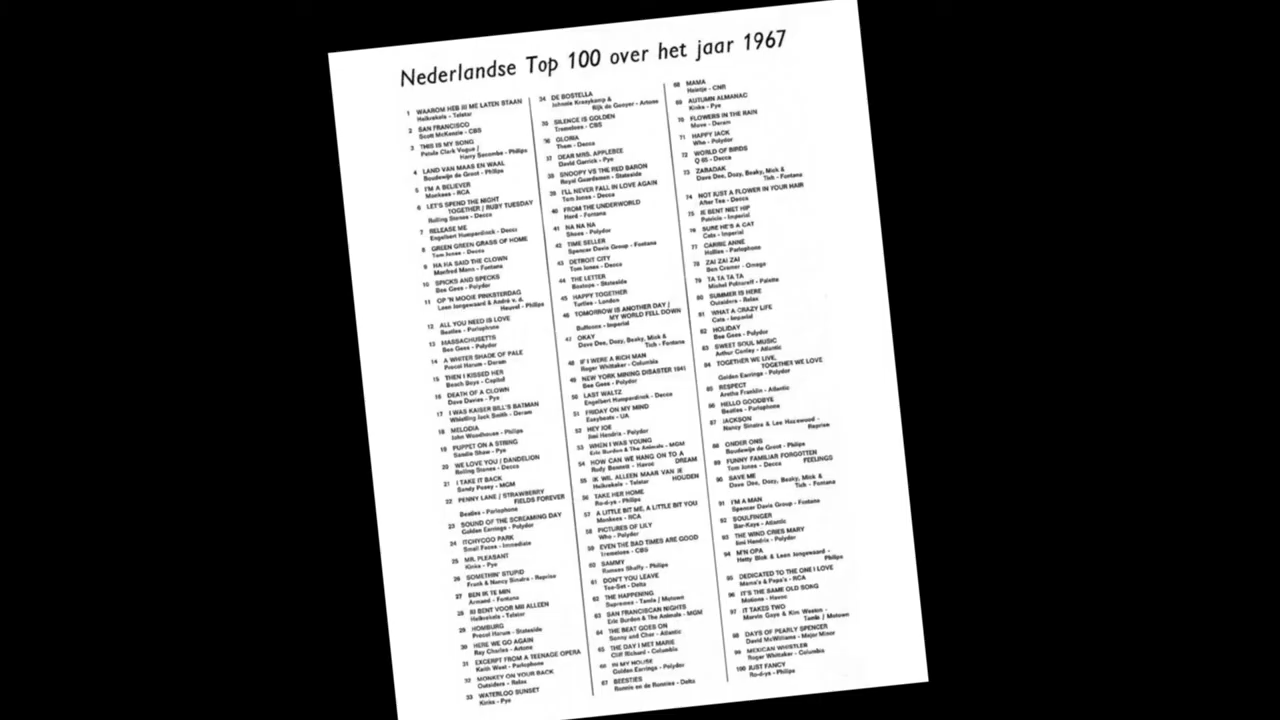 Nederlandse Top 100 over het jaar 1967
1 WAAROM HEB JIJ ME LATEN STAAN
Heikrekels - Telstar
2 SAN FRANCISCO
Scott McKenzie - CBS
3 THIS IS MY SONG
Petula Clark Vogue /
Harry Secombe - Philips
4 LAND VAN MAAS EN WAAL
Boudewijn de Groot - Philips
5 I'M A BELIEVER
Monkees - RCA
6 LET'S SPEND THE NIGHT
TOGETHER / RUBY TUESDAY
Rolling Stones - Decca
7 RELEASE ME
Engelbert Humperdinck - Decca
8 GREEN GREEN GRASS OF HOME
Tom Jones - Decca
9 HA HA SAID THE CLOWN
Manfred Mann - Fontana
10 SPICKS AND SPECKS
Bee Gees - Polydor
11 OP 'N MOOIE PINKSTERDAG
Leen Jongewaard & André v. d.
Heuvel - Philips
12 ALL YOU NEED IS LOVE
Beatles - Parlophone
13 MASSACHUSETTS
Bee Gees - Polydor
14 A WHITER SHADE OF PALE
Procol Harum - Deram
15 THEN I KISSED HER
Beach Boys - Capitol
16 DEATH OF A CLOWN
Dave Davies - Pye
17 I WAS KAISER BILL'S BATMAN
Whistling Jack Smith - Deram
18 MELODIA
John Woodhouse - Philips
19 PUPPET ON A STRING
Sandie Shaw - Pye
20 WE LOVE YOU / DANDELION
Rolling Stones - Decca
21 I TAKE IT BACK
Sandy Posey - MGM
22 PENNY LANE / STRAWBERRY
FIELDS FOREVER
Beatles - Parlophone
23 SOUND OF THE SCREAMING DAY
Golden Earrings - Polydor
24 ITCHYCOO PARK
Small Faces - Immediate
25 MR. PLEASANT
Kinks - Pye
26 SOMETHIN' STUPID
Frank & Nancy Sinatra - Reprise
27 BEN IK TE MIN
Armand - Fontana
28 JIJ BENT VOOR MIJ ALLEEN
Heikrekels - Telstar
29 HOMBURG
Procol Harum - Stateside
30 HERE WE GO AGAIN
Ray Charles - Artone
31 EXCERPT FROM A TEENAGE OPERA
Keith West - Parlophone
32 MONKEY ON YOUR BACK
Outsiders - Relax
33 WATERLOO SUNSET
Kinks - Pye
34 DE BOSTELLA
Johnnie Kraaykamp &
Rijk de Gooyer - Artone
35 SILENCE IS GOLDEN
Tremeloes - CBS
36 GLORIA
Them - Decca
37 DEAR MRS. APPLEBEE
David Garrick - Pye
38 SNOOPY VS THE RED BARON
Royal Guardsmen - Stateside
39 I'LL NEVER FALL IN LOVE AGAIN
Tom Jones - Decca
40 FROM THE UNDERWORLD
Herd - Fontana
41 NA NA NA
Shoes - Polydor
42 TIME SELLER
Spencer Davis Group - Fontana
43 DETROIT CITY
Tom Jones - Decca
44 THE LETTER
Boxtops - Stateside
45 HAPPY TOGETHER
Turtles - London
46 TOMORROW IS ANOTHER DAY /
MY WORLD FELL DOWN
Buffoons - Imperial
47 OKAY
Dave Dee, Dozy, Beaky, Mick &
Tich - Fontana
48 IF I WERE A RICH MAN
Roger Whittaker - Columbia
49 NEW YORK MINING DISASTER 1941
Bee Gees - Polydor
50 LAST WALTZ
Engelbert Humperdinck - Decca
51 FRIDAY ON MY MIND
Easybeats - UA
52 HEY JOE
Jimi Hendrix - Polydor
53 WHEN I WAS YOUNG
Eric Burdon & The Animals - MGM
54 HOW CAN WE HANG ON TO A
DREAM
Rudy Bennett - Havoc
55 IK WIL ALLEEN MAAR VAN JE
HOUDEN
Heikrekels - Telstar
56 TAKE HER HOME
Ro-d-ys - Philips
57 A LITTLE BIT ME, A LITTLE BIT YOU
Monkees - RCA
58 PICTURES OF LILY
Who - Polydor
59 EVEN THE BAD TIMES ARE GOOD
Tremeloes - CBS
60 SAMMY
Ramses Shaffy - Philips
61 DON'T YOU LEAVE
Tee-Set - Delta
62 THE HAPPENING
Supremes - Tamla / Motown
63 SAN FRANCISCAN NIGHTS
Eric Burdon & The Animals - MGM
64 THE BEAT GOES ON
Sonny and Cher - Atlantic
65 THE DAY I MET MARIE
Cliff Richard - Columbia
66 IN MY HOUSE
Golden Earrings - Polydor
67 BEESTJES
Ronnie en de Ronnies - Delta
68 MAMA
Heintje - CNR
69 AUTUMN ALMANAC
Kinks - Pye
70 FLOWERS IN THE RAIN
Move - Deram
71 HAPPY JACK
Who - Polydor
72 WORLD OF BIRDS
Q 65 - Decca
73 ZABADAK
Dave Dee, Dozy, Beaky, Mick &
Tich - Fontana
74 NOT JUST A FLOWER IN YOUR HAIR
After Tea - Decca
75 JE BENT NIET HIP
Patricia - Imperial
76 SURE HE'S A CAT
Cats - Imperial
77 CARRIE ANNE
Hollies - Parlophone
78 ZAI ZAI ZAI
Ben Cramer - Omega
79 TA TA TA TA
Michel Polnareff - Palette
80 SUMMER IS HERE
Outsiders - Relax
81 WHAT A CRAZY LIFE
Cats - Imperial
82 HOLIDAY
Bee Gees - Polydor
83 SWEET SOUL MUSIC
Arthur Conley - Atlantic
84 TOGETHER WE LIVE,
TOGETHER WE LOVE
Golden Earrings - Polydor
85 RESPECT
Aretha Franklin - Atlantic
86 HELLO GOODBYE
Beatles - Parlophone
87 JACKSON
Nancy Sinatra & Lee Hazewood -
Reprise
88 ONDER ONS
Boudewijn de Groot - Philips
89 FUNNY FAMILIAR FORGOTTEN
FEELINGS
Tom Jones - Decca
90 SAVE ME
Dave Dee, Dozy, Beaky, Mick &
Tich - Fontana
91 I'M A MAN
Spencer Davis Group - Fontana
92 SOULFINGER
Bar-Kays - Atlantic
93 THE WIND CRIES MARY
Jimi Hendrix - Polydor
94 M'N OPA
Hetty Blok & Leen Jongewaard -
Philips
95 DEDICATED TO THE ONE I LOVE
Mama's & Papa's - RCA
96 IT'S THE SAME OLD SONG
Motions - Havoc
97 IT TAKES TWO
Marvin Gaye & Kim Weston -
Tamla / Motown
98 DAYS OF PEARLY SPENCER
David McWilliams - Major Minor
99 MEXICAN WHISTLER
Roger Whittaker - Columbia
100 JUST FANCY
Ro-d-ys - Philips